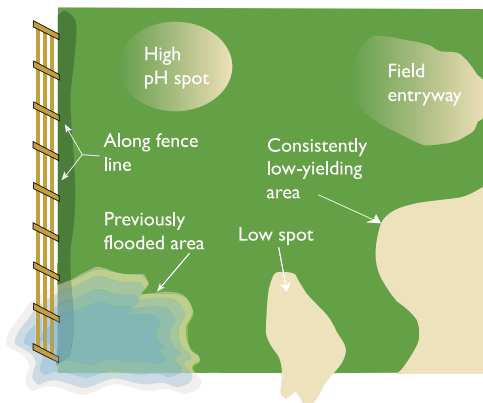 High
pH spot
Field
entryway
Along fence
line
Consistently
low-yielding
area
Previously
flooded area
Low spot